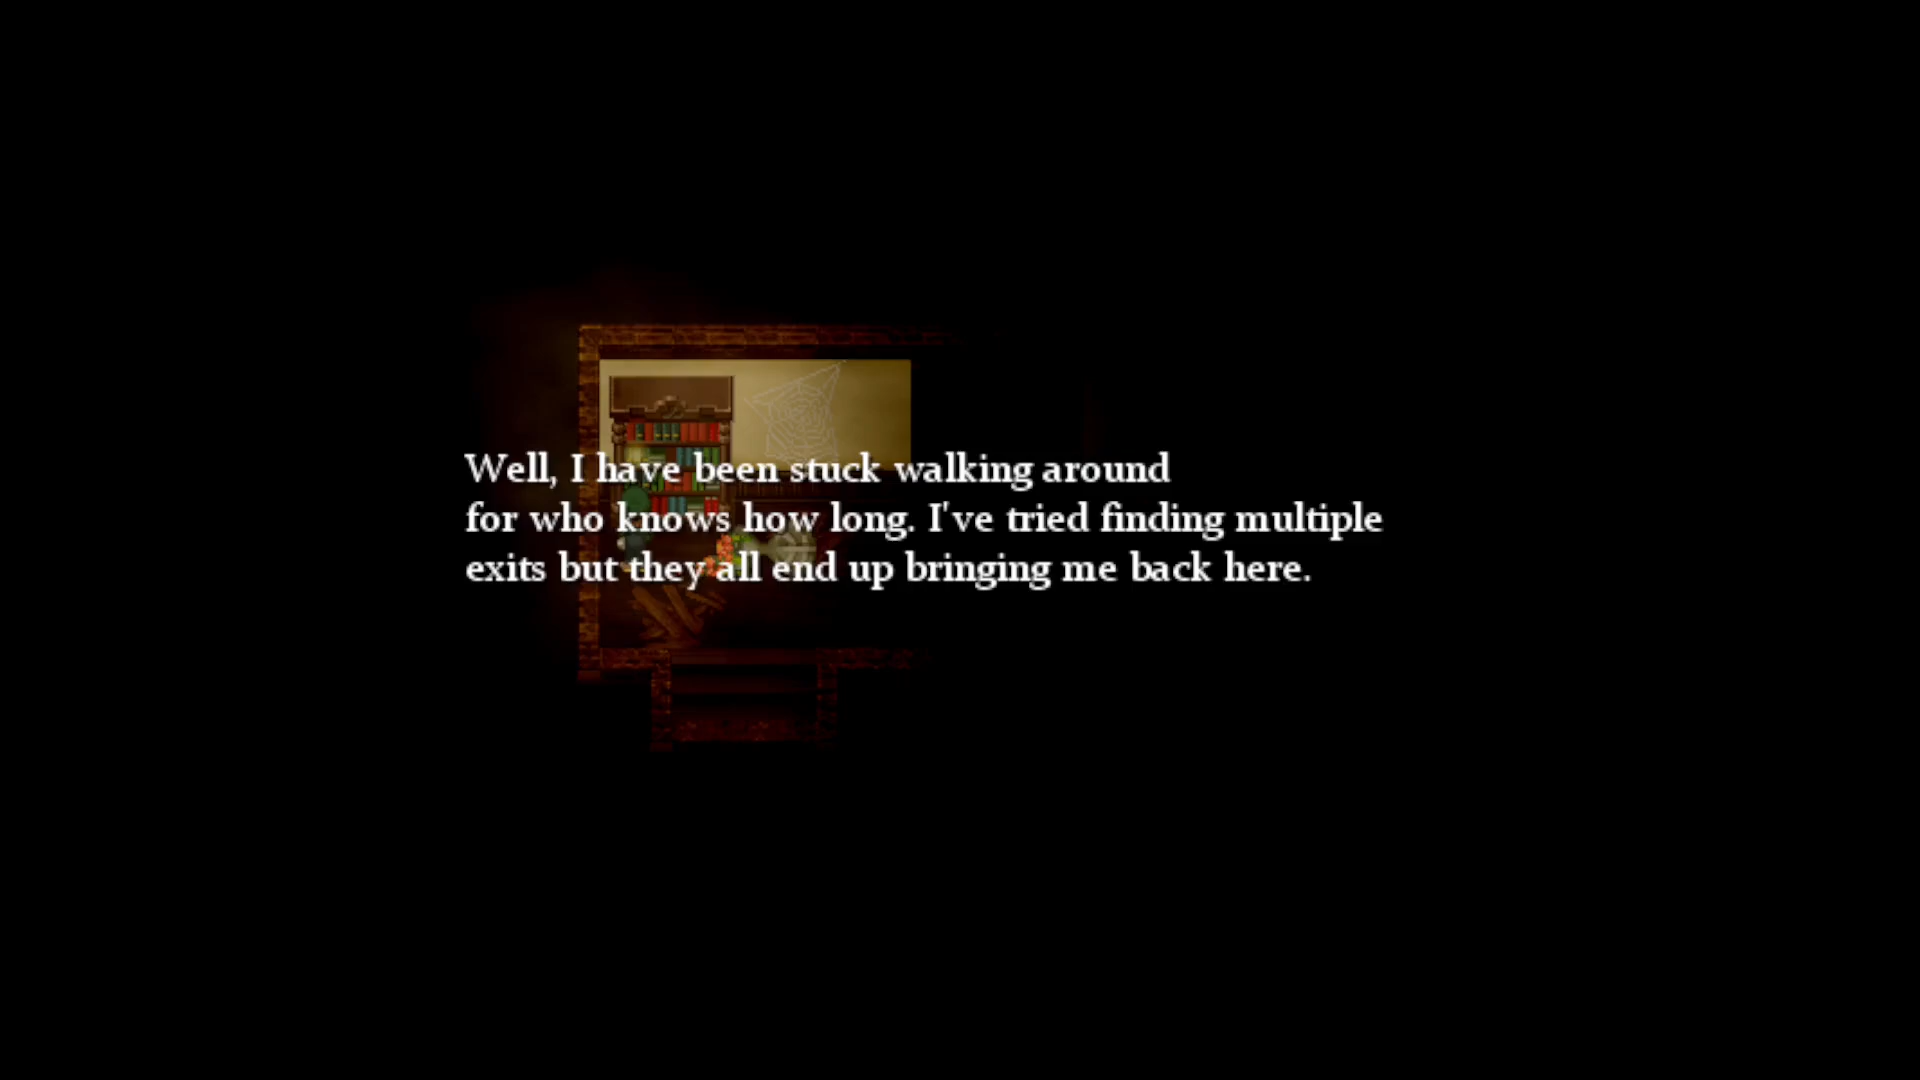 Well, I have been stuck walking around
for who knows how long. I've tried finding multiple
exits but they all end up bringing me back here.